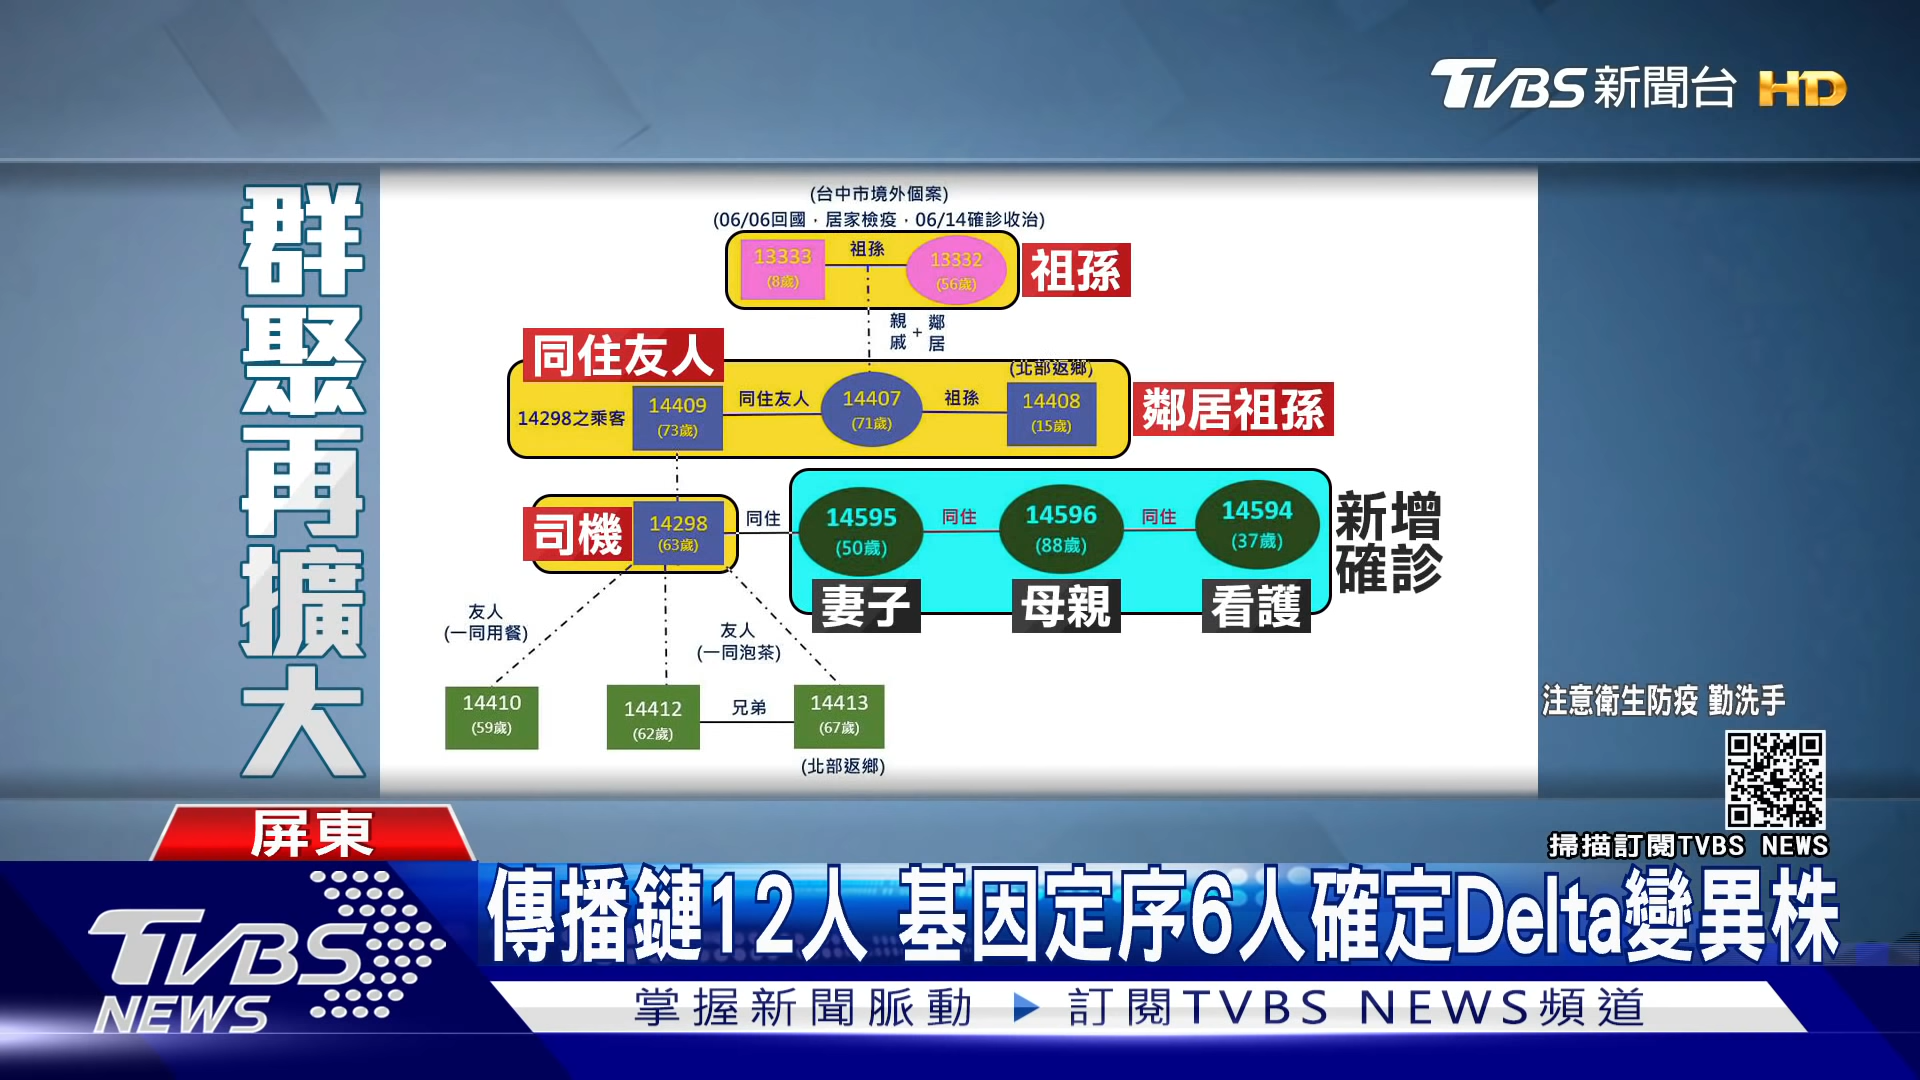 TVBS新聞台 HD
群聚再擴大
(台中市境外個案)
(06/06回國．居家檢疫．06/14確診收治)
13333
(8歲)
祖孫
13332
(56歲)
祖孫
親戚
+
鄰居
同住友人
14298之乘客
14409
(73歲)
同住友人
14407
(71歲)
祖孫
(北部返鄉)
14408
(15歲)
鄰居祖孫
司機
14298
(63歲)
同住
14595
(50歲)
同住
14596
(88歲)
同住
14594
(37歲)
新增
確診
妻子
母親
看護
友人
(一同用餐)
友人
(一同泡茶)
14410
(59歲)
14412
(62歲)
兄弟
14413
(67歲)
(北部返鄉)
注意衛生防疫 勤洗手
掃描訂閱TVBS NEWS
屏東
傳播鏈12人 基因定序6人確定Delta變異株
TVBS
NEWS
掌握新聞脈動 ▶ 訂閱TVBS NEWS頻道